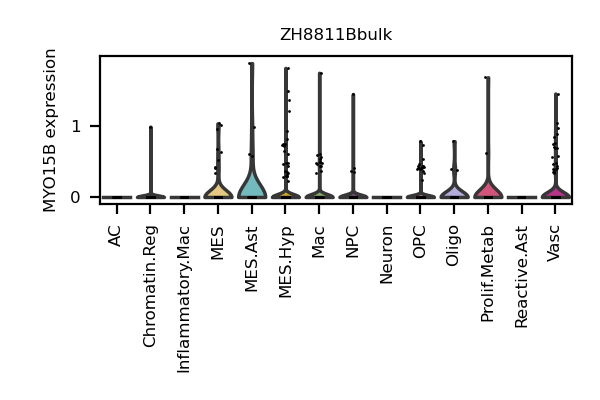 ZH8811Bbulk
MYO15B expression
1
0
AC
Chromatin.Reg
Inflammatory.Mac
MES
MES.Ast
MES.Hyp
Mac
NPC
Neuron
OPC
Oligo
Prolif.Metab
Reactive.Ast
Vasc